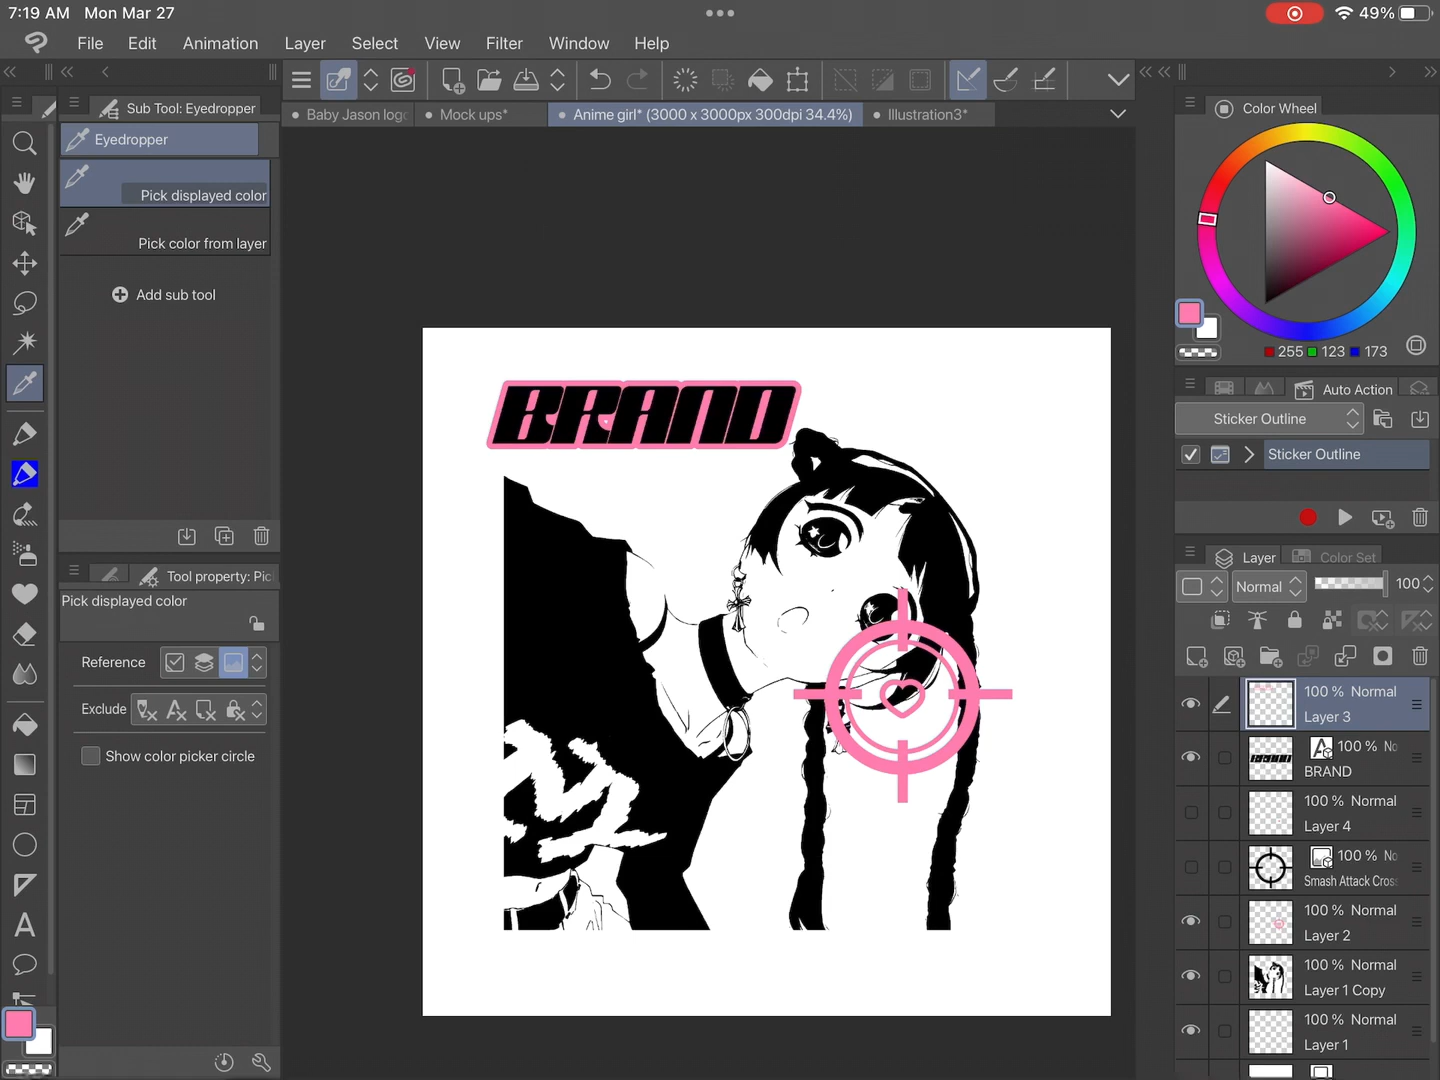 7:19 AM Mon Mar 27
49%
File Edit Animation Layer Select View Filter Window Help
Sub Tool: Eyedropper
Baby Jason log
Mock ups*
Anime girl* (3000 x 3000px 300dpi 34.4%)
Illustration3*
Color Wheel
Eyedropper
Pick displayed color
Pick color from layer
Add sub tool
255 123 173
Auto Action
Sticker Outline
Sticker Outline
BRAND
Layer Color Set
Tool property: Pic
Pick displayed color
Normal 100
Reference
Exclude
Show color picker circle
100 % Normal
Layer 3
100 % No
BRAND
100 % Normal
Layer 4
100 % No
Smash Attack Cros
100 % Normal
Layer 2
100 % Normal
Layer 1 Copy
100 % Normal
Layer 1